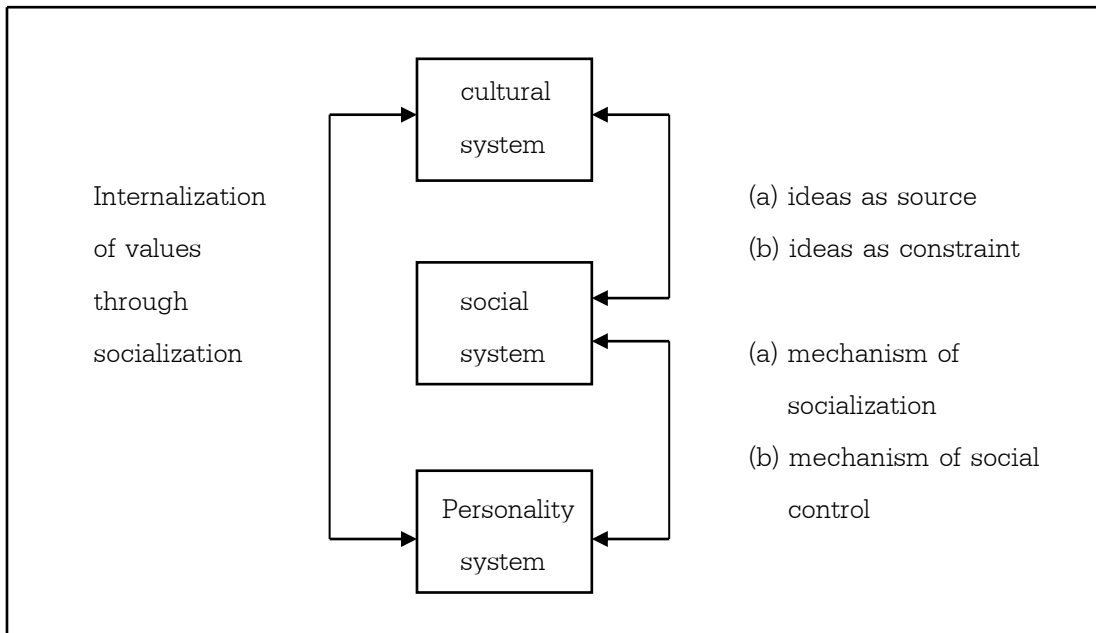 cultural
system
Internalization
of values
through
socialization
(a) ideas as source
(b) ideas as constraint
social
system
(a) mechanism of
socialization
(b) mechanism of social
control
Personality
system